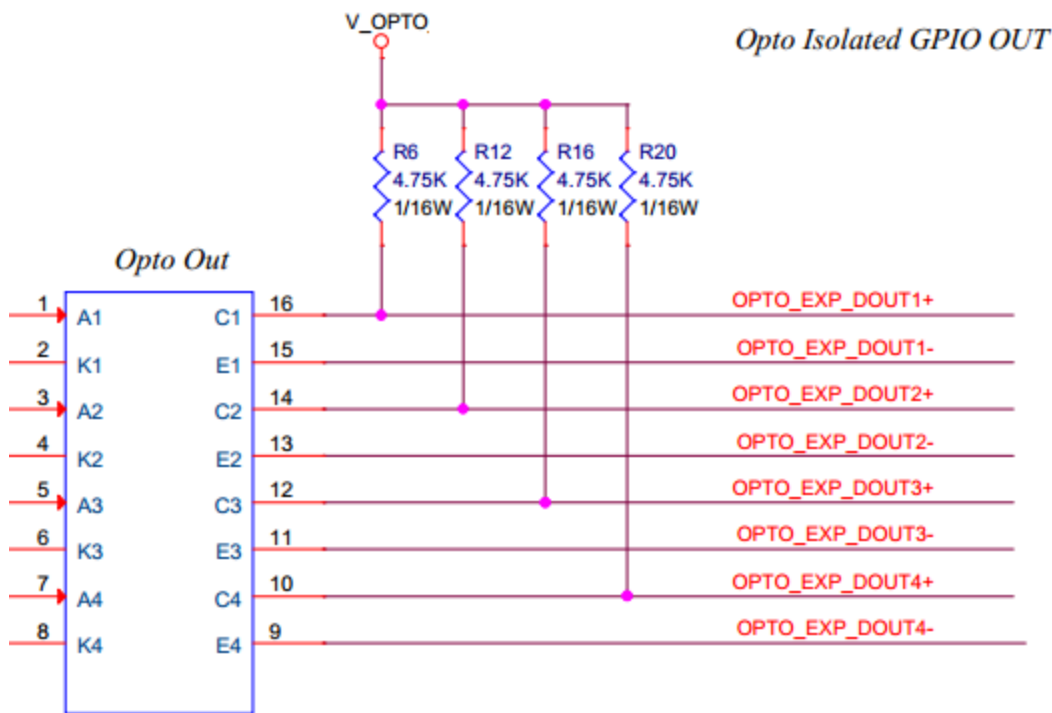 V_OPTO
Opto Isolated GPIO OUT
R6
4.75K
1/16W
R12
4.75K
1/16W
R16
4.75K
1/16W
R20
4.75K
1/16W
Opto Out
1 A1 C1 16 OPTO_EXP_DOUT1+
2 K1 E1 15 OPTO_EXP_DOUT1-
3 A2 C2 14 OPTO_EXP_DOUT2+
4 K2 E2 13 OPTO_EXP_DOUT2-
5 A3 C3 12 OPTO_EXP_DOUT3+
6 K3 E3 11 OPTO_EXP_DOUT3-
7 A4 C4 10 OPTO_EXP_DOUT4+
8 K4 E4 9 OPTO_EXP_DOUT4-